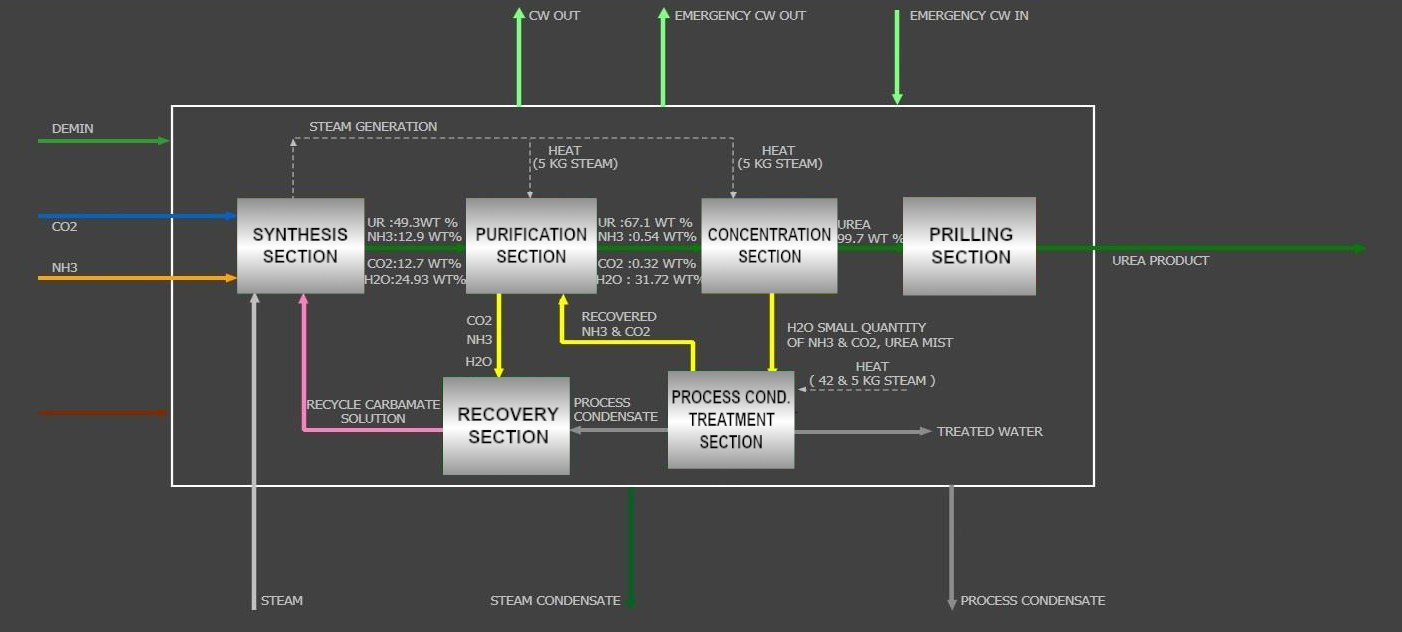 CW OUT
EMERGENCY CW OUT
EMERGENCY CW IN
DEMIN
STEAM GENERATION
HEAT
(5 KG STEAM)
HEAT
(5 KG STEAM)
CO2
NH3
SYNTHESIS
SECTION
UR :49.3WT %
NH3:12.9 WT%
CO2:12.7 WT%
H2O:24.93 WT%
PURIFICATION
SECTION
UR :67.1 WT %
NH3 :0.54 WT%
CO2 :0.32 WT%
H2O : 31.72 WT%
CONCENTRATION
SECTION
UREA
99.7 WT %
PRILLING
SECTION
UREA PRODUCT
CO2
NH3
H2O
RECOVERED
NH3 & CO2
H2O SMALL QUANTITY
OF NH3 & CO2, UREA MIST
HEAT
( 42 & 5 KG STEAM )
RECYCLE CARBAMATE
SOLUTION
RECOVERY
SECTION
PROCESS
CONDENSATE
PROCESS COND.
TREATMENT
SECTION
TREATED WATER
STEAM
STEAM CONDENSATE
PROCESS CONDENSATE